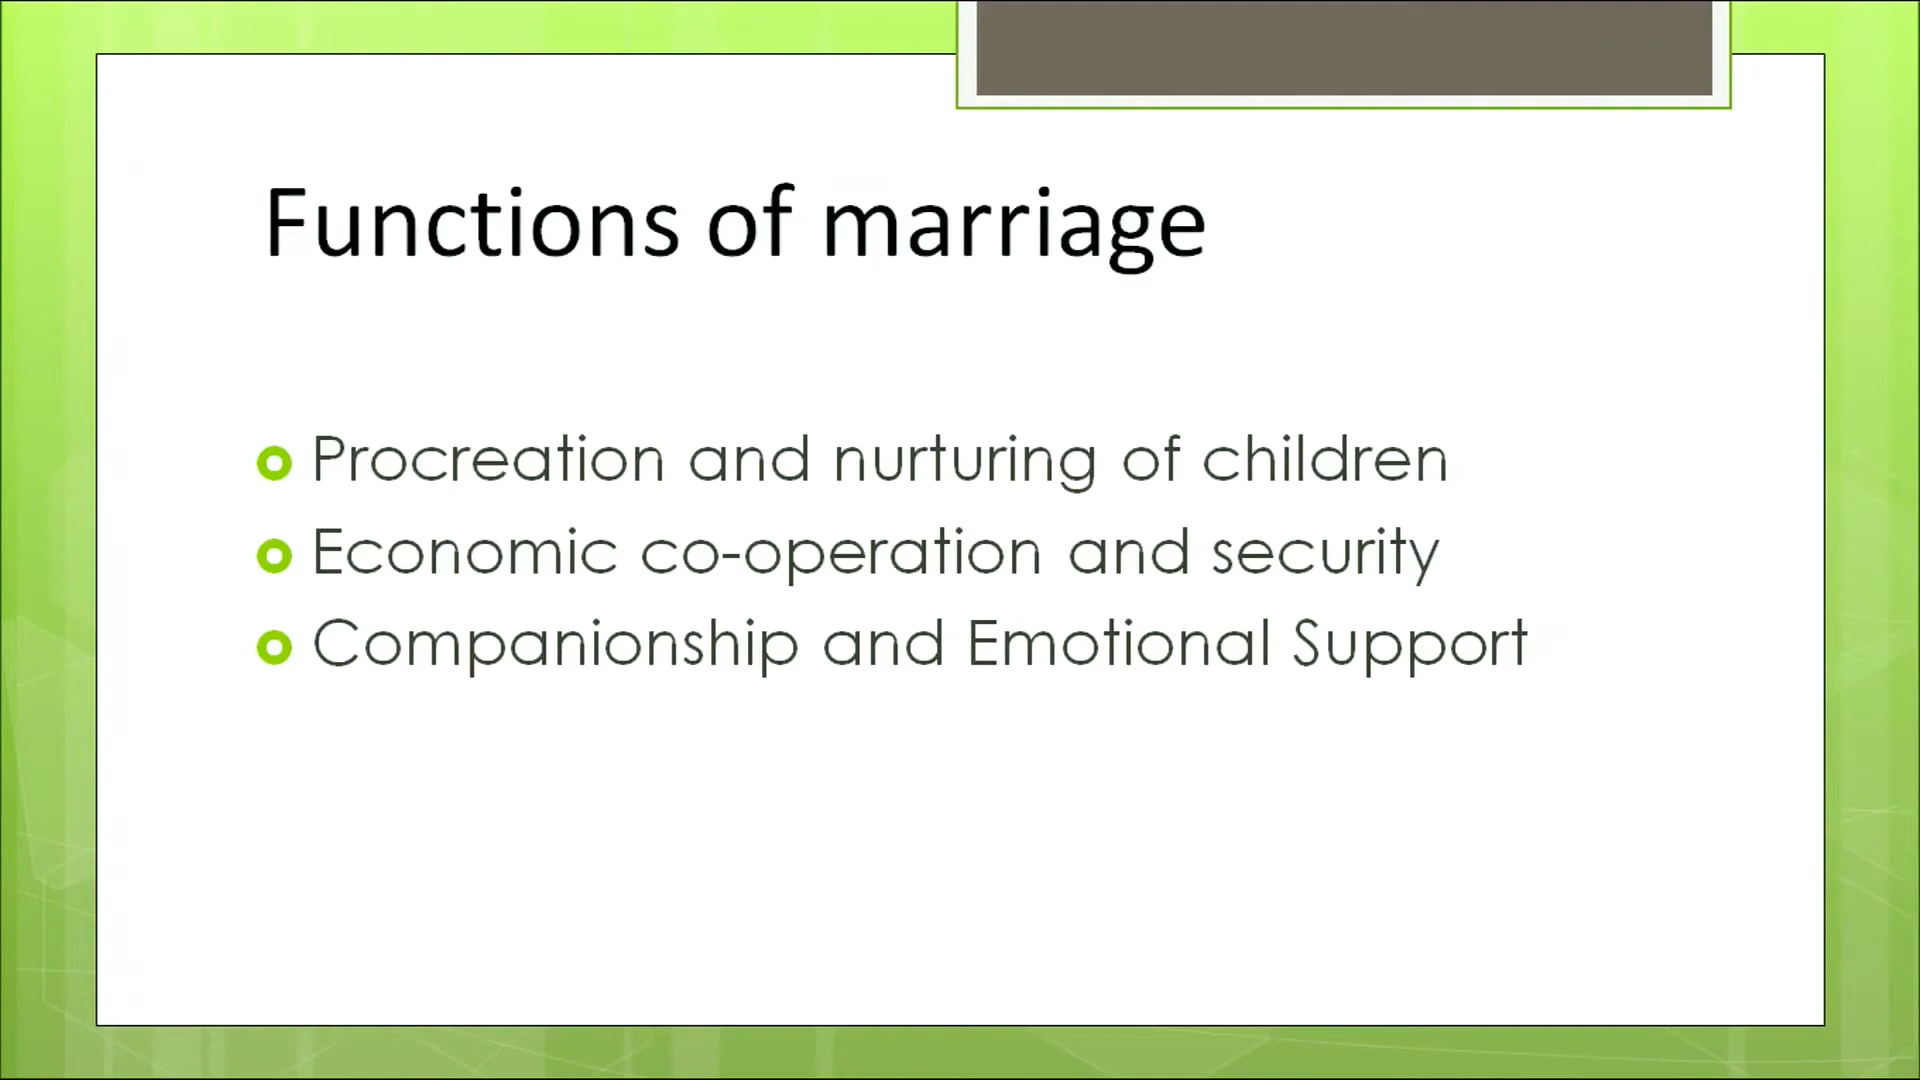 Functions of marriage
Procreation and nurturing of children
Economic co-operation and security
Companionship and Emotional Support